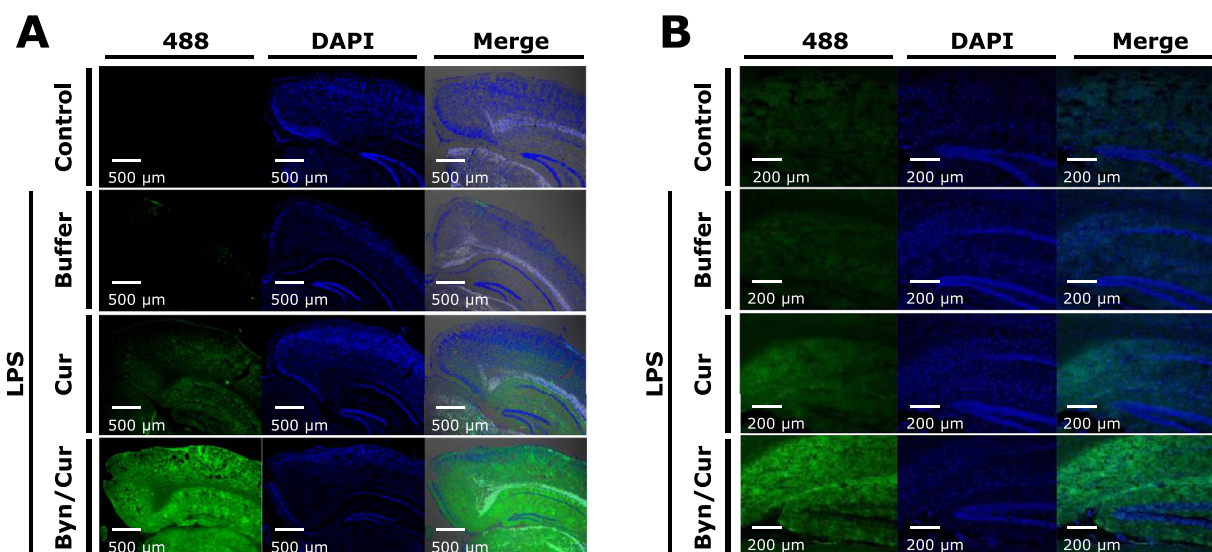 A
B
488 DAPI Merge
488 DAPI Merge
Control
500 µm 500 µm 500 µm
Control
200 µm 200 µm 200 µm
LPS
Buffer
500 µm 500 µm 500 µm
LPS
Buffer
200 µm 200 µm 200 µm
Cur
500 µm 500 µm 500 µm
Cur
200 µm 200 µm 200 µm
Byn/Cur
500 µm 500 µm 500 µm
Byn/Cur
200 µm 200 µm 200 µm